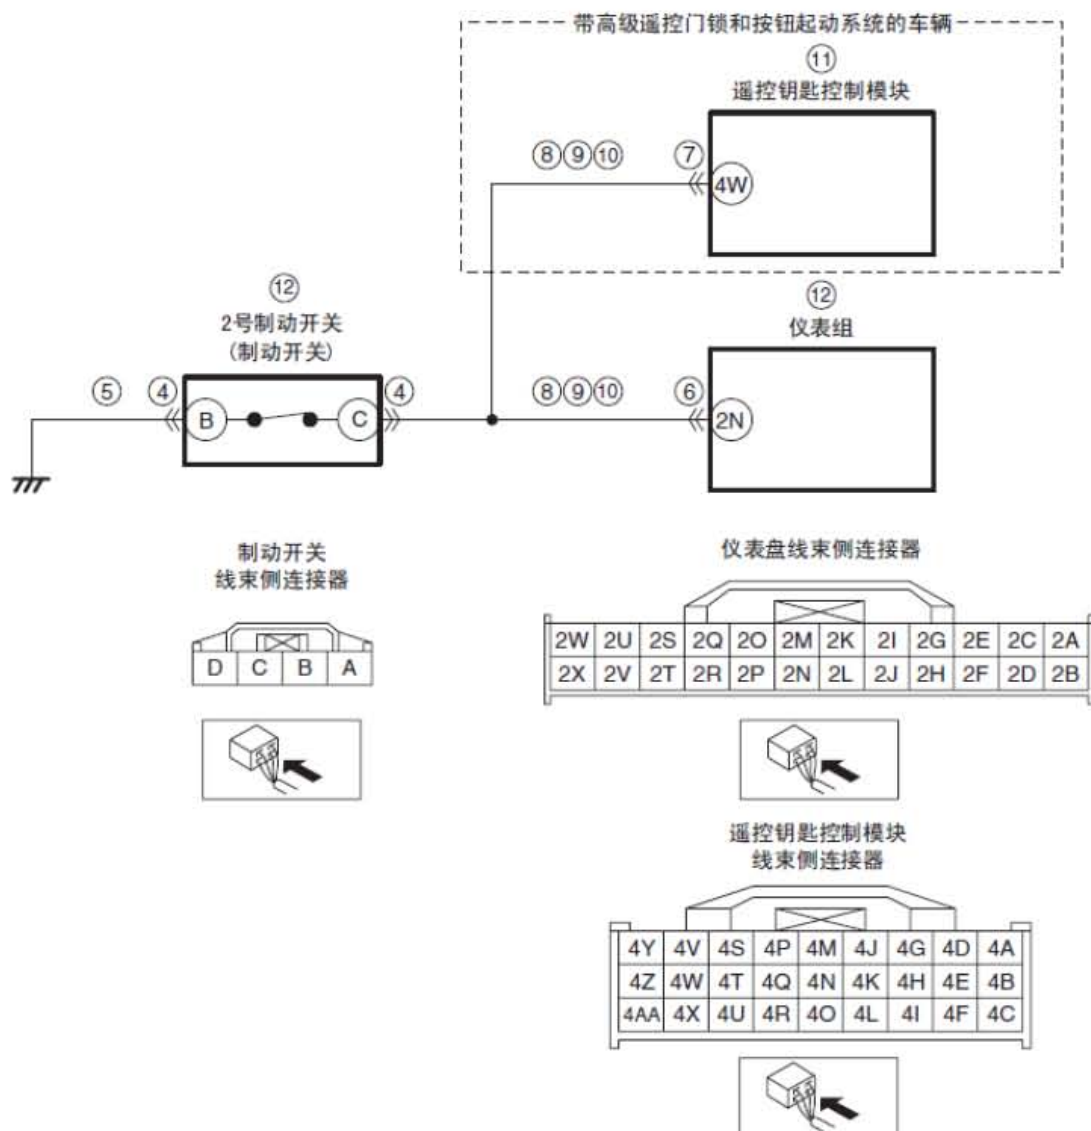 带高级遥控门锁和按钮起动系统的车辆
⑪
遥控钥匙控制模块
⑧⑨⑩ ⑦
4W
⑫
2号制动开关
(制动开关)
⑫
仪表组
⑤ ④ ④ ⑧⑨⑩ ⑥
B C 2N
制动开关
线束侧连接器
D C B A
仪表盘线束侧连接器
2W 2U 2S 2Q 2O 2M 2K 2I 2G 2E 2C 2A
2X 2V 2T 2R 2P 2N 2L 2J 2H 2F 2D 2B
遥控钥匙控制模块
线束侧连接器
4Y 4V 4S 4P 4M 4J 4G 4D 4A
4Z 4W 4T 4Q 4N 4K 4H 4E 4B
4AA 4X 4U 4R 4O 4L 4I 4F 4C